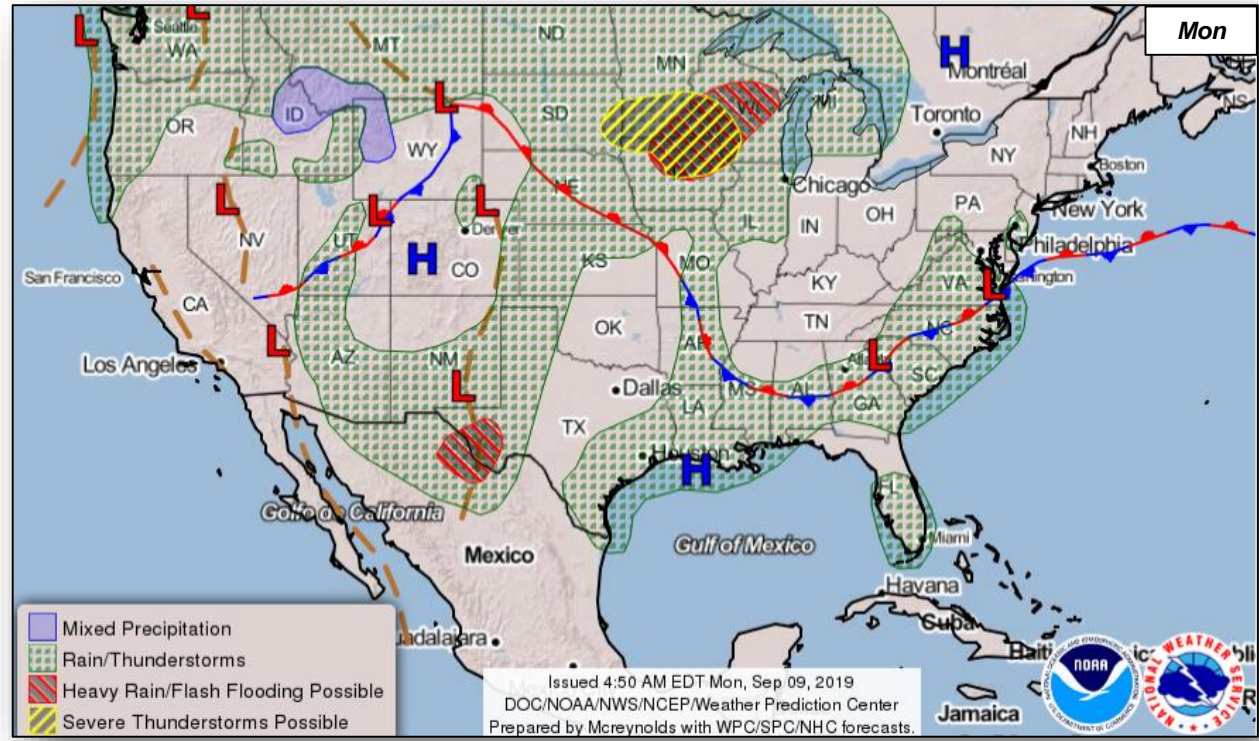 Mon
L
L
Seattle
WA
MT
ND
MN
H
Montréal
ID
L
SD
WI
MI
Toronto
NS
OR
WY
NH
NY
Boston
Chicago
L
L
L
NE
PA
New York
NV
UT
Denver
IL
IN
OH
Philadelphia
H
CO
KS
MO
VA
L
San Francisco
CA
KY
OK
TN
NC
L
AZ
NM
AR
Atlanta
L
SC
Los Angeles
L
Dallas
MS
AL
GA
TX
LA
Houston
H
FL
Golfo de California
Mexico
Gulf of Mexico
Miami
Havana
Cuba
Jamaica
Mixed Precipitation
Rain/Thunderstorms
Heavy Rain/Flash Flooding Possible
Severe Thunderstorms Possible
Issued 4:50 AM EDT Mon, Sep 09, 2019
DOC/NOAA/NWS/NCEP/Weather Prediction Center
Prepared by Mcreynolds with WPC/SPC/NHC forecasts.
NOAA
NATIONAL WEATHER SERVICE